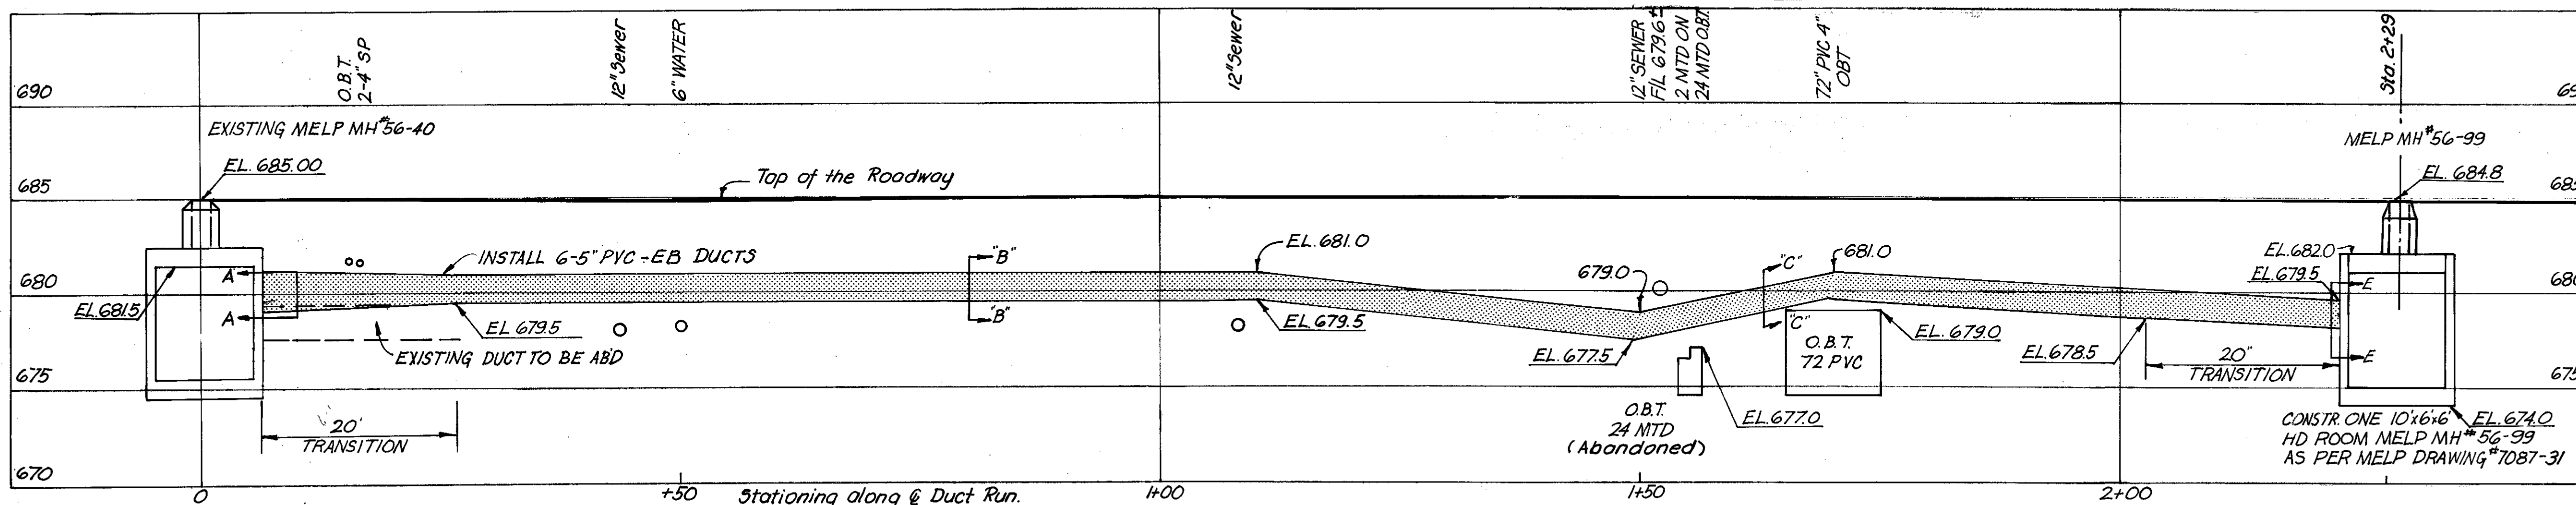 O.B.T.
2-4" SP
12" Sewer
6" WATER
12" Sewer
12" SEWER
F/L 679.6±
2 MTD ON
24 MTD O.B.T.
72" PVC 4"
OBT
Sta. 2+29
690
EXISTING MELP MH#56-40
MELP MH#56-99
EL. 685.00
Top of the Roadway
EL. 684.8
685
INSTALL 6-5" PVC-EB DUCTS
"B"
EL. 681.0
"C"
681.0
EL. 682.0
679.0
EL. 679.5
A
E
680
EL. 681.5
A
EL 679.5
"B"
EL. 679.5
"C"
EL. 679.0
EXISTING DUCT TO BE ABD
EL. 677.5
O.B.T.
72 PVC
EL. 678.5
20"
TRANSITION
E
675
O.B.T.
24 MTD
(Abandoned)
EL. 677.0
20'
TRANSITION
CONSTR. ONE 10'x6'x6' EL. 674.0
HD ROOM MELP MH#56-99
AS PER MELP DRAWING #7087-31
670
0 +50 Stationing along ℄ Duct Run. 1+00 1+50 2+00